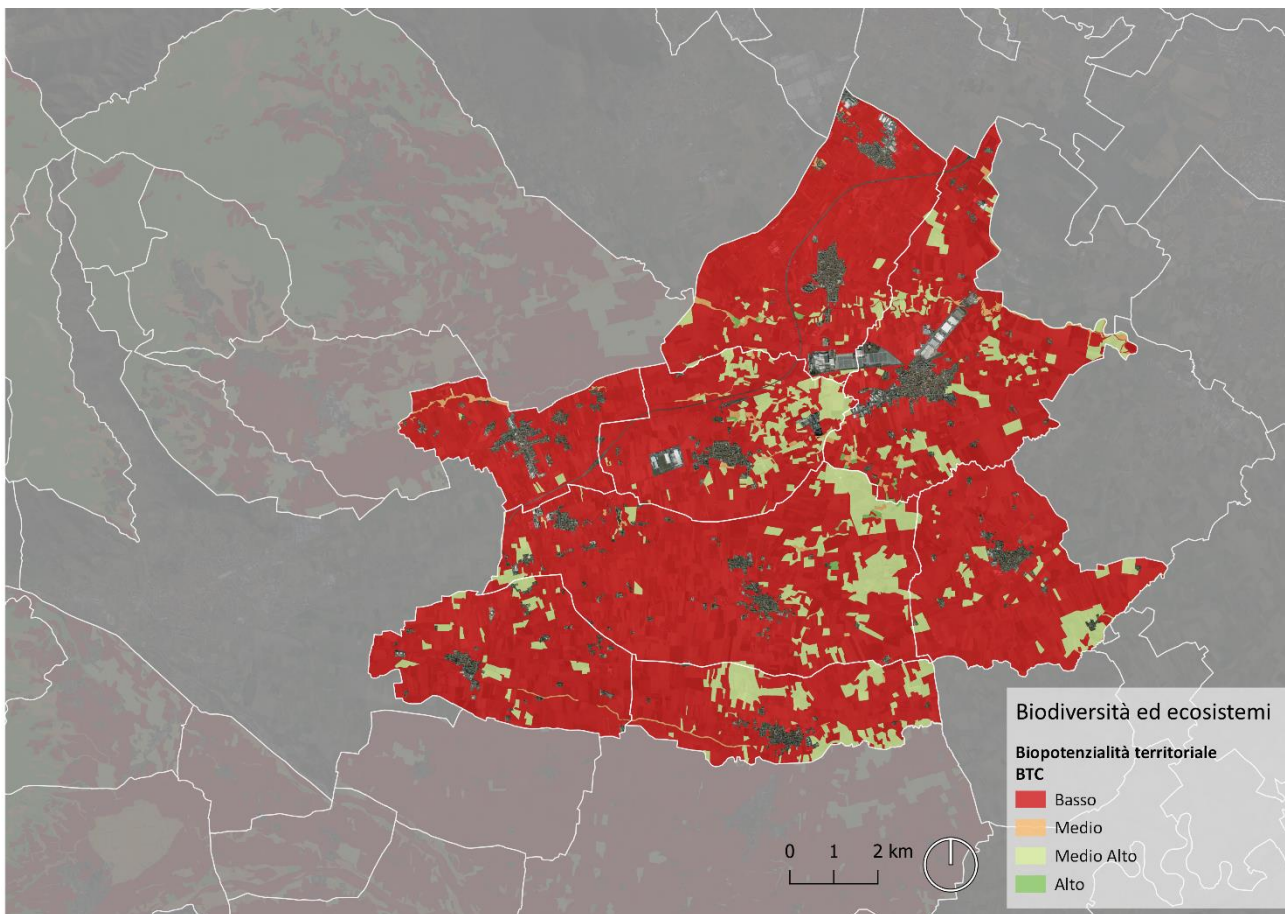 Biodiversità ed ecosistemi
Biopotenzialità territoriale
BTC
Basso
Medio
Medio Alto
Alto
0 1 2 km